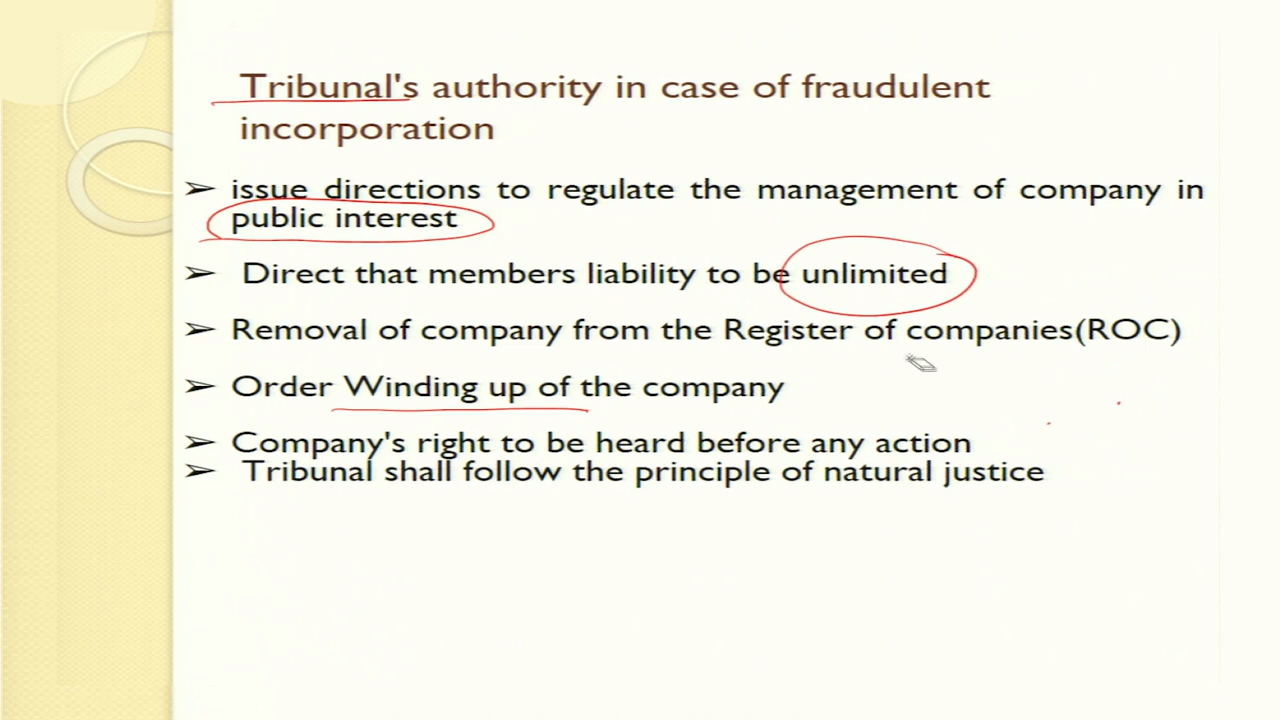 Tribunal's authority in case of fraudulent
incorporation
➢ issue directions to regulate the management of company in
public interest
➢ Direct that members liability to be unlimited
➢ Removal of company from the Register of companies(ROC)
➢ Order Winding up of the company
➢ Company's right to be heard before any action
➢ Tribunal shall follow the principle of natural justice